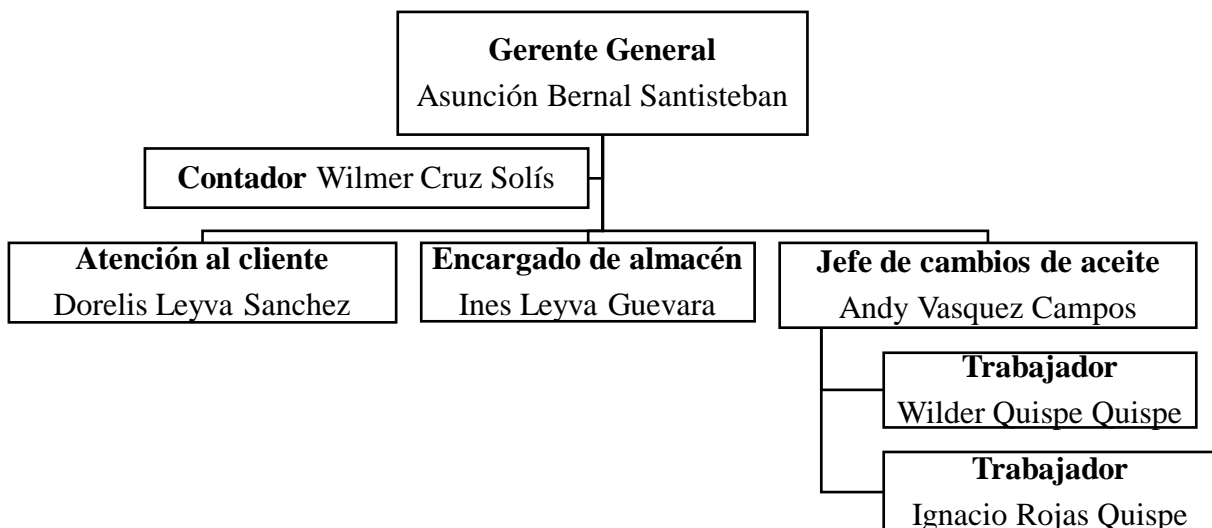 Gerente General
Asunción Bernal Santisteban
Contador Wilmer Cruz Solís
Atención al cliente
Dorelis Leyva Sanchez
Encargado de almacén
Ines Leyva Guevara
Jefe de cambios de aceite
Andy Vasquez Campos
Trabajador
Wilder Quispe Quispe
Trabajador
Ignacio Rojas Quispe